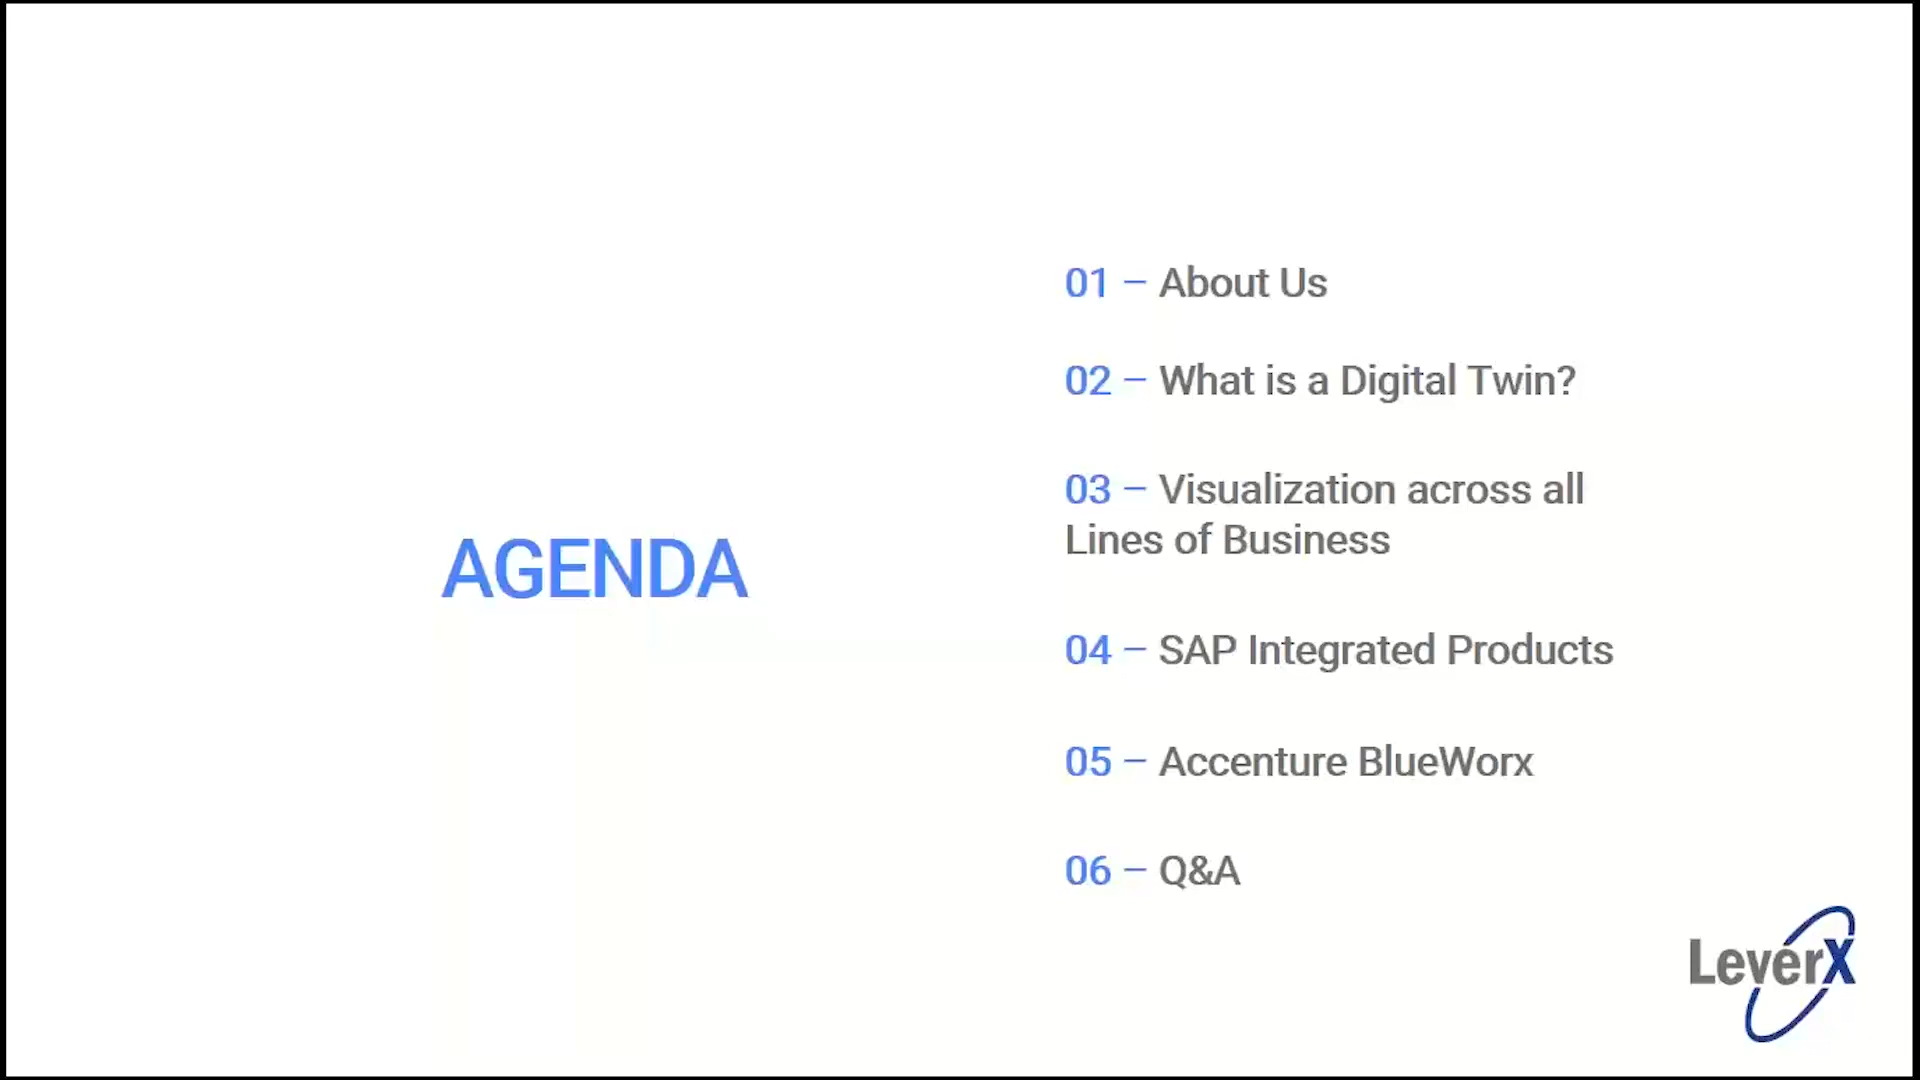 AGENDA
01 – About Us
02 – What is a Digital Twin?
03 – Visualization across all
Lines of Business
04 – SAP Integrated Products
05 – Accenture BlueWorx
06 – Q&A
LeverX